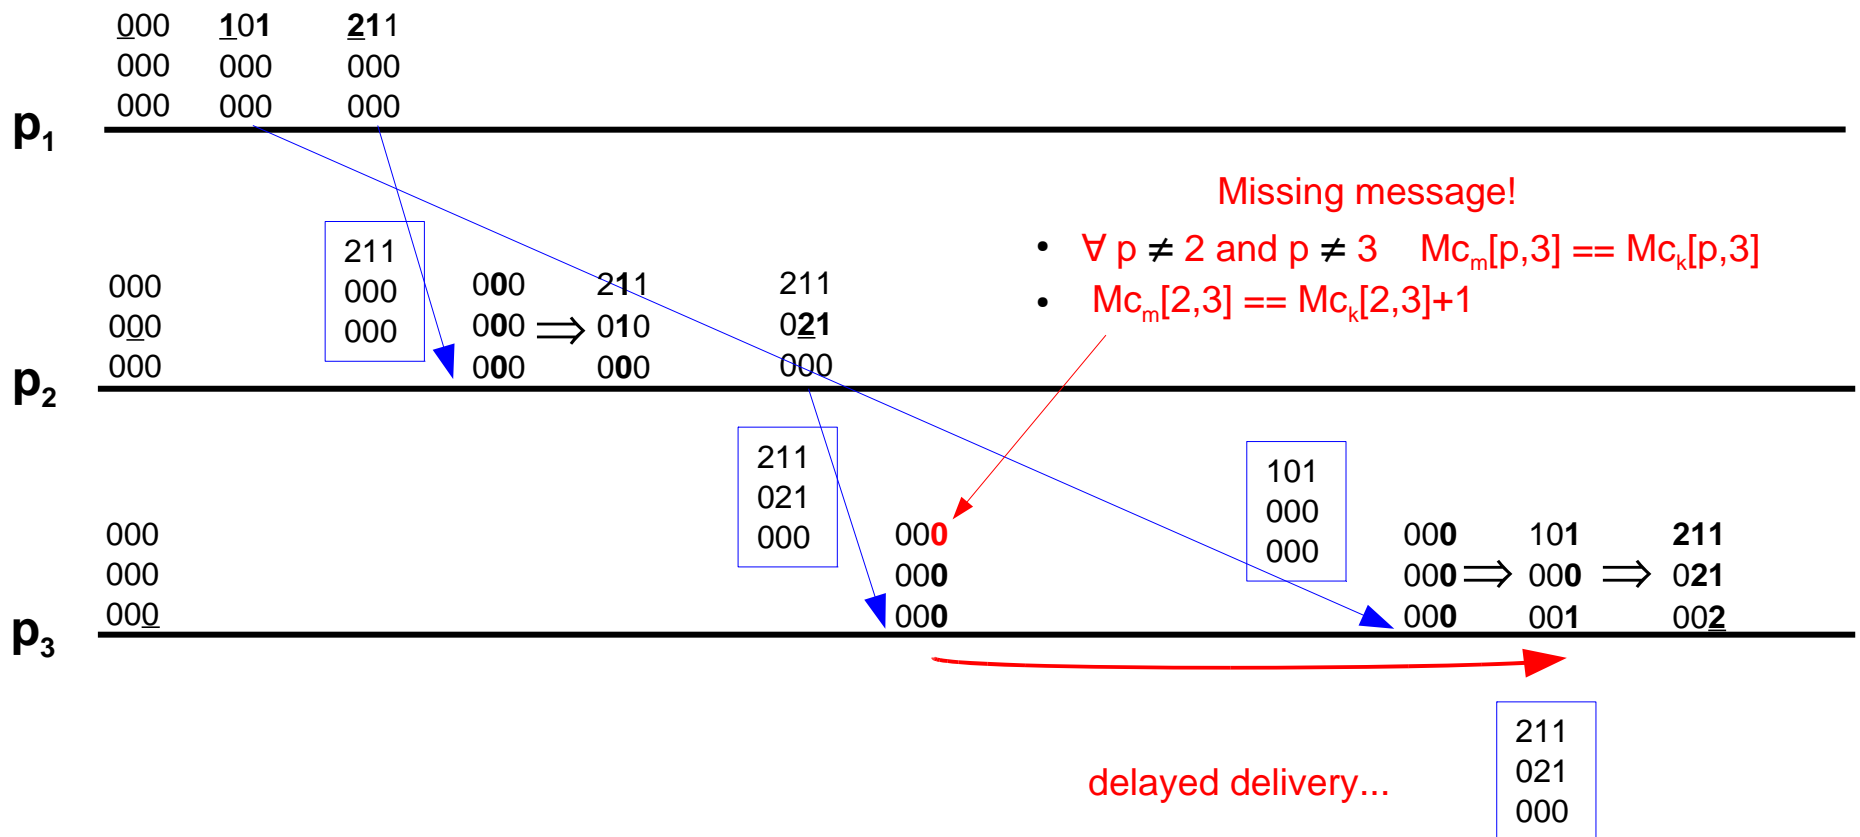 000 101 211
000 000 000
000 000 000
p1
Missing message!
211
000
000
• ∀ p ≠ 2 and p ≠ 3 Mcm[p,3] == Mck[p,3]
• Mcm[2,3] == Mck[2,3]+1
000 000 211 211
000 000 ⇒ 010 021
000 000 000 000
p2
211
021
000
101
000
000
000 000 000 101 211
000 000 000 ⇒ 000 ⇒ 021
000 000 000 001 002
p3
delayed delivery...
211
021
000